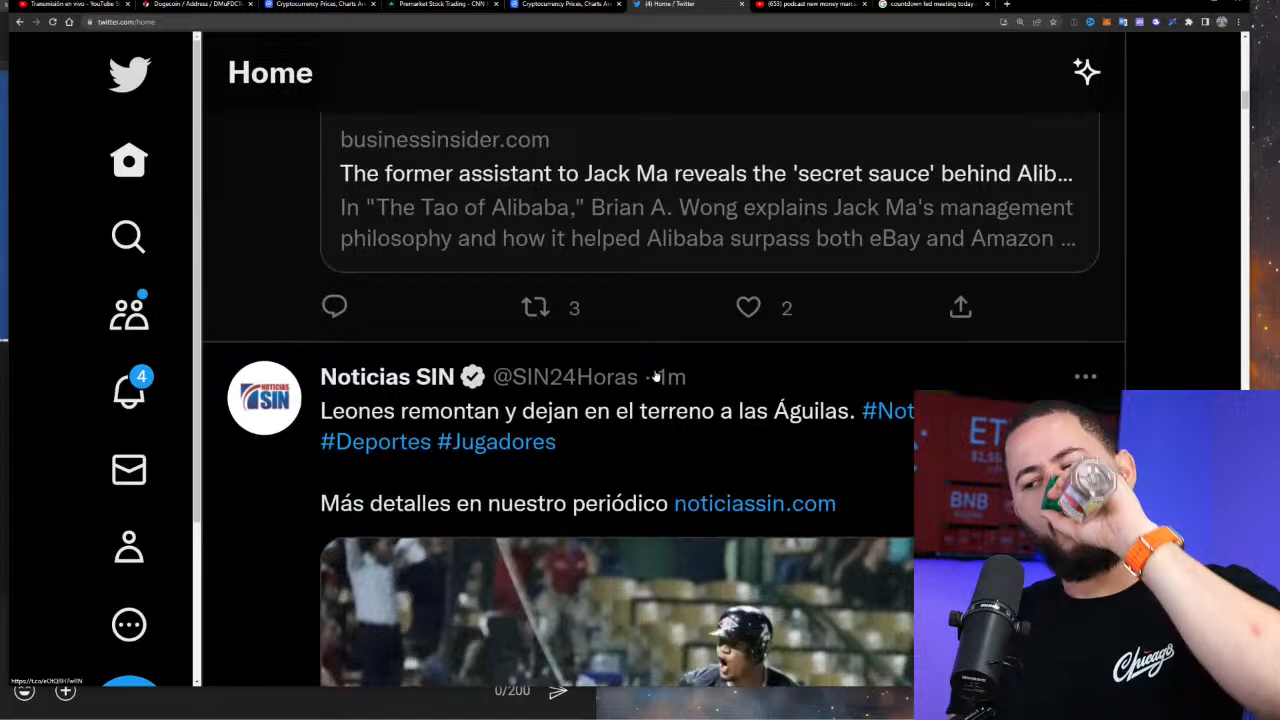 Transmisión en vivo - YouTube S
Dogecoin / Address / DMuFDCT
Cryptocurrency Prices, Charts A
Premarket Stock Trading - CNN
Cryptocurrency Prices, Charts An
(4) Home / Twitter
(653) podcast new money marc
countdown fed meeting today -
twitter.com/home
Home
businessinsider.com
The former assistant to Jack Ma reveals the 'secret sauce' behind Alib...
In "The Tao of Alibaba," Brian A. Wong explains Jack Ma's management
philosophy and how it helped Alibaba surpass both eBay and Amazon ...
3
2
4
NOTICIAS
SIN
Noticias SIN @SIN24Horas · 1m
Leones remontan y dejan en el terreno a las Águilas. #Not
#Deportes #Jugadores
Más detalles en nuestro periódico noticiassin.com
ET
BNB
Chicago
0/200